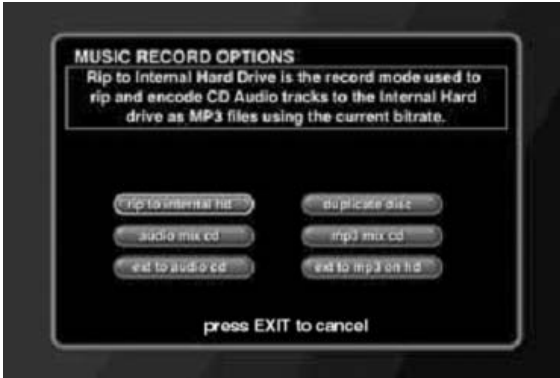 MUSIC RECORD OPTIONS
Rip to Internal Hard Drive is the record mode used to
rip and encode CD Audio tracks to the Internal Hard
drive as MP3 files using the current bitrate.
rip to internal hd duplicate disc
audio mix cd mp3 mix cd
ext to audio cd ext to mp3 on hd
press EXIT to cancel